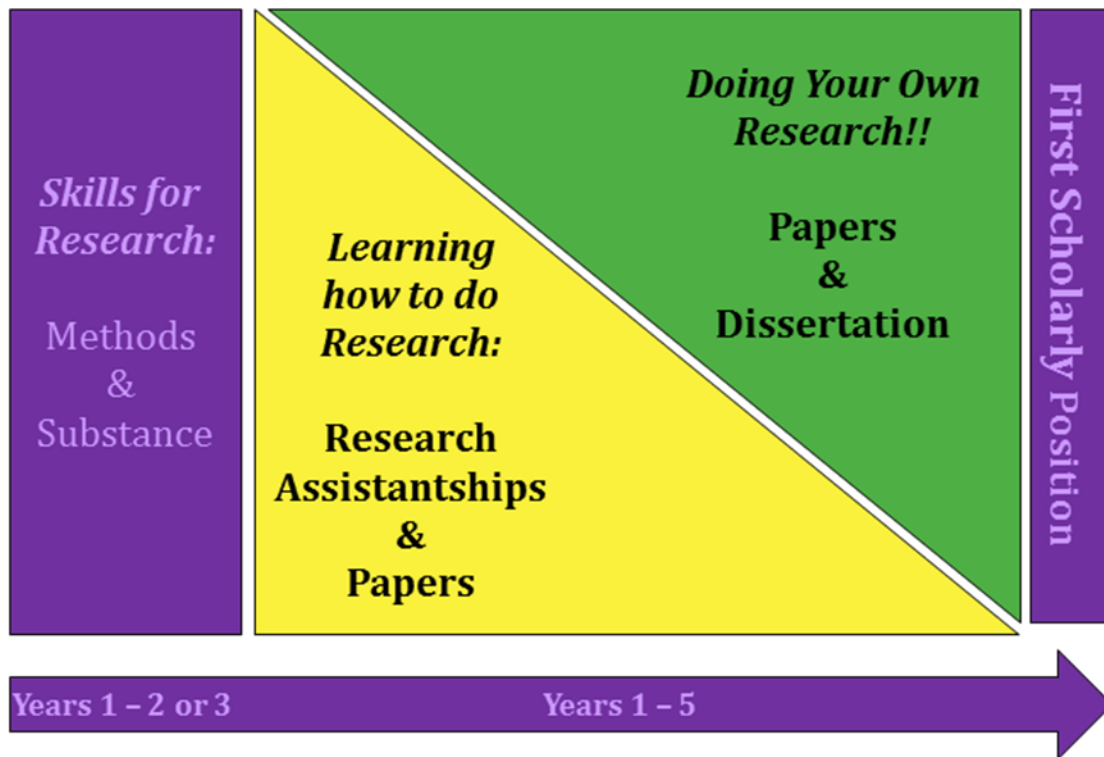 Skills for
Research:
Methods
&
Substance
Learning
how to do
Research:
Research
Assistantships
&
Papers
Doing Your Own
Research!!
Papers
&
Dissertation
First Scholarly Position
Years 1 – 2 or 3
Years 1 – 5